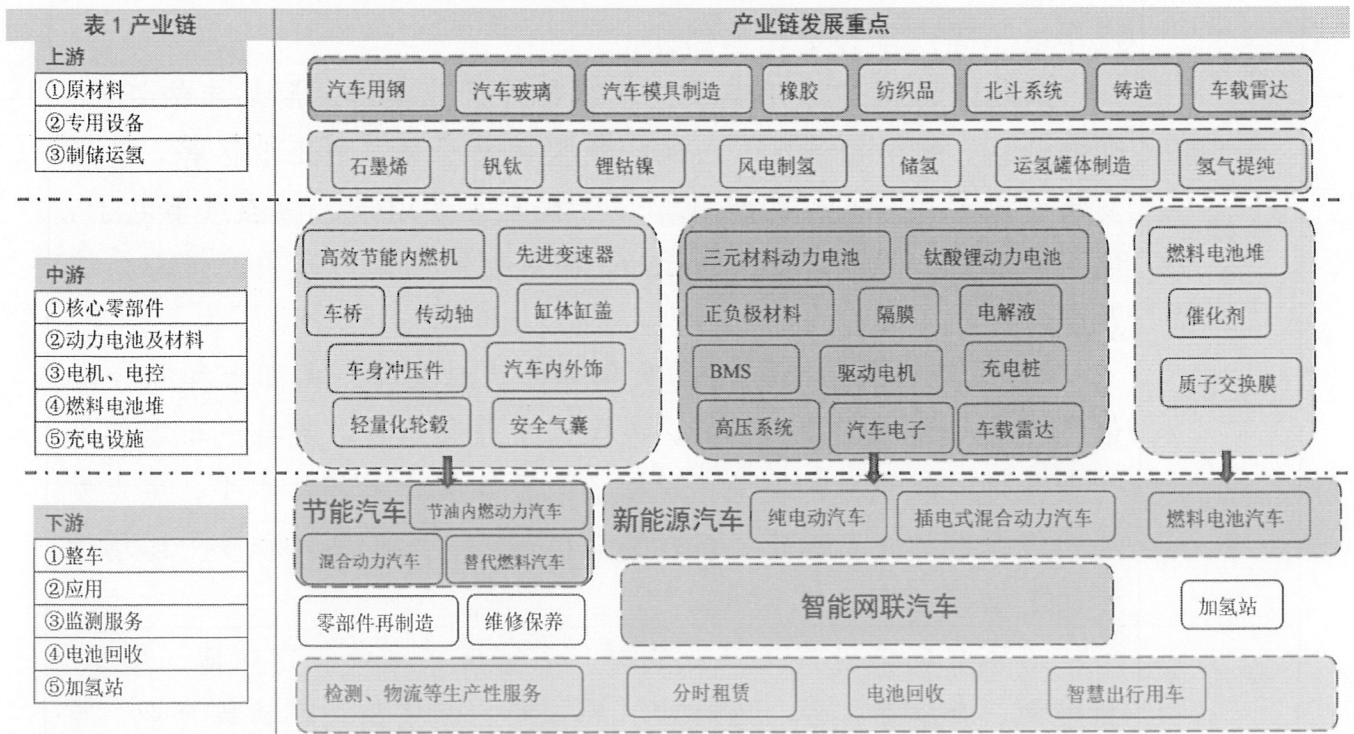 表 1 产业链
产业链发展重点
上游
①原材料
②专用设备
③制储运氢
汽车用钢 汽车玻璃 汽车模具制造 橡胶 纺织品 北斗系统 铸造 车载雷达
石墨烯 钒钛 锂钴镍 风电制氢 储氢 运氢罐体制造 氢气提纯
中游
①核心零部件
②动力电池及材料
③电机、电控
④燃料电池堆
⑤充电设施
高效节能内燃机 先进变速器
车桥 传动轴 缸体缸盖
车身冲压件 汽车内外饰
轻量化轮毂 安全气囊
三元材料动力电池 钛酸锂动力电池
正负极材料 隔膜 电解液
BMS 驱动电机 充电桩
高压系统 汽车电子 车载雷达
燃料电池堆
催化剂
质子交换膜
下游
①整车
②应用
③监测服务
④电池回收
⑤加氢站
节能汽车 节油内燃动力汽车
混合动力汽车 替代燃料汽车
新能源汽车 纯电动汽车 插电式混合动力汽车 燃料电池汽车
零部件再制造 维修保养
智能网联汽车
加氢站
检测、物流等生产性服务 分时租赁 电池回收 智慧出行用车